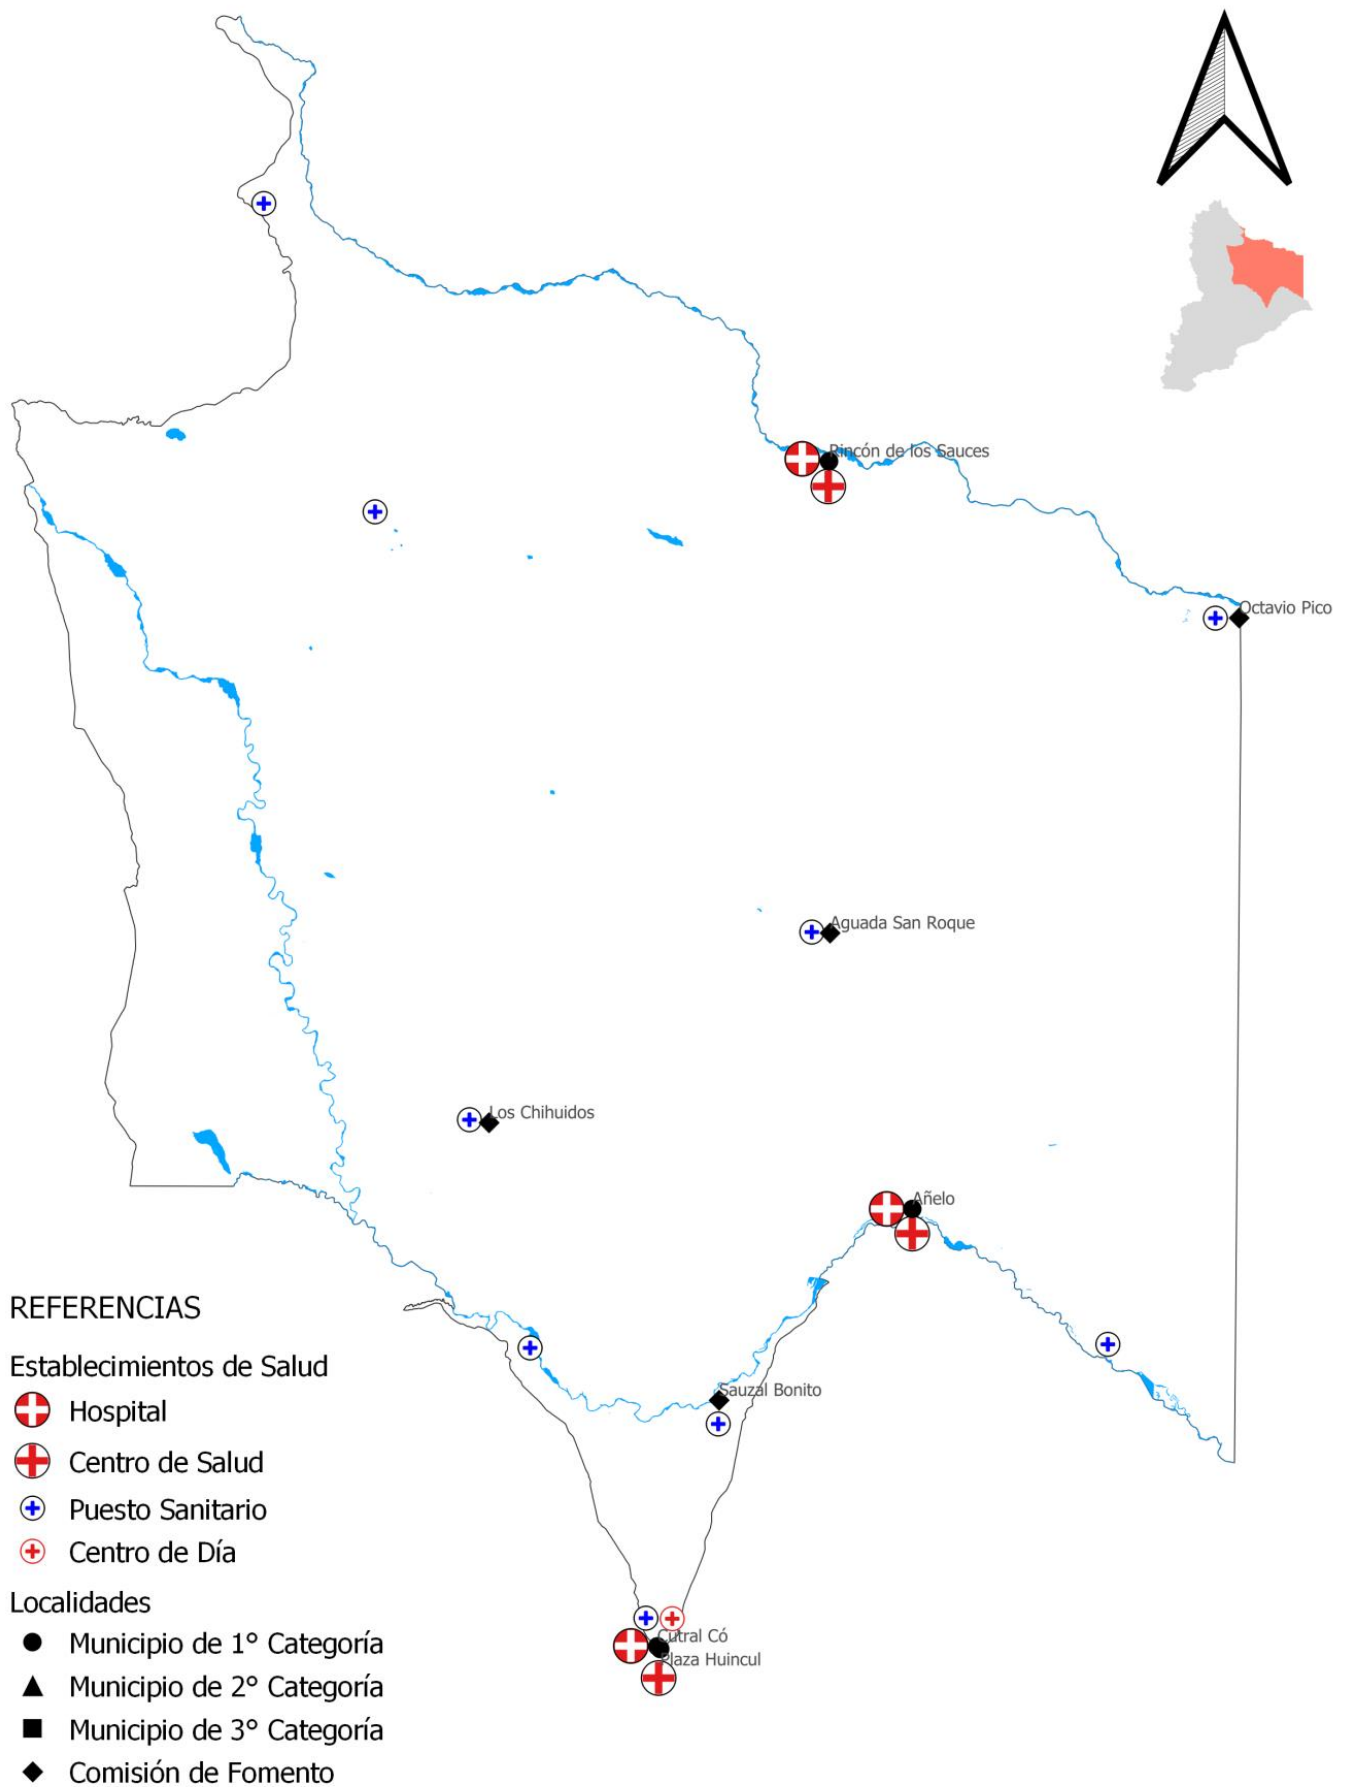 Rincón de los Sauces
Octavio Pico
Aguada San Roque
Los Chihuidos
Añelo
Sauzal Bonito
Cutral Có
Plaza Huincul
REFERENCIAS
Establecimientos de Salud
Hospital
Centro de Salud
Puesto Sanitario
Centro de Día
Localidades
Municipio de 1° Categoría
Municipio de 2° Categoría
Municipio de 3° Categoría
Comisión de Fomento